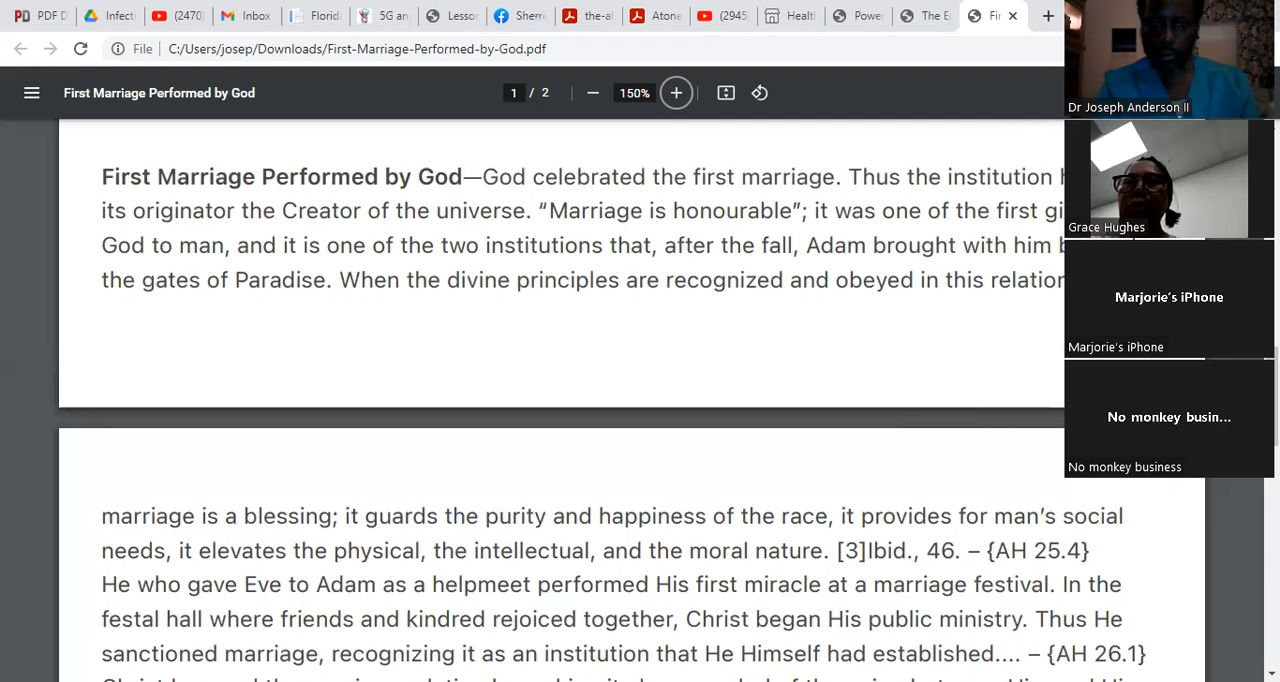 PDF D
Infecti
(2470)
Inbox
Florid
5G an
Lesso
Sherre
the-al
Atone
(2945)
Healt
Power
The E
Fir
File
C:/Users/josep/Downloads/First-Marriage-Performed-by-God.pdf
First Marriage Performed by God
1 / 2
150%
First Marriage Performed by God—God celebrated the first marriage. Thus the institution
its originator the Creator of the universe. “Marriage is honourable”; it was one of the first gi
God to man, and it is one of the two institutions that, after the fall, Adam brought with him
the gates of Paradise. When the divine principles are recognized and obeyed in this relation
marriage is a blessing; it guards the purity and happiness of the race, it provides for man’s social
needs, it elevates the physical, the intellectual, and the moral nature. [3]Ibid., 46. – {AH 25.4}
He who gave Eve to Adam as a helpmeet performed His first miracle at a marriage festival. In the
festal hall where friends and kindred rejoiced together, Christ began His public ministry. Thus He
sanctioned marriage, recognizing it as an institution that He Himself had established.... – {AH 26.1}
Dr Joseph Anderson II
Grace Hughes
Marjorie’s iPhone
Marjorie’s iPhone
No monkey busin...
No monkey business